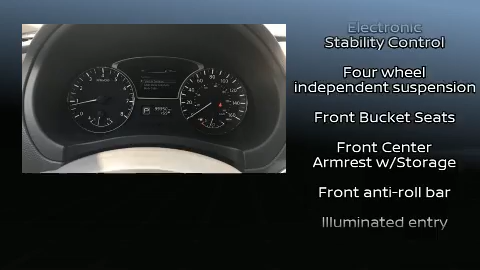 Electronic
Stability Control
Four wheel
independent suspension
Front Bucket Seats
Front Center
Armrest w/Storage
Front anti-roll bar
Illuminated entry